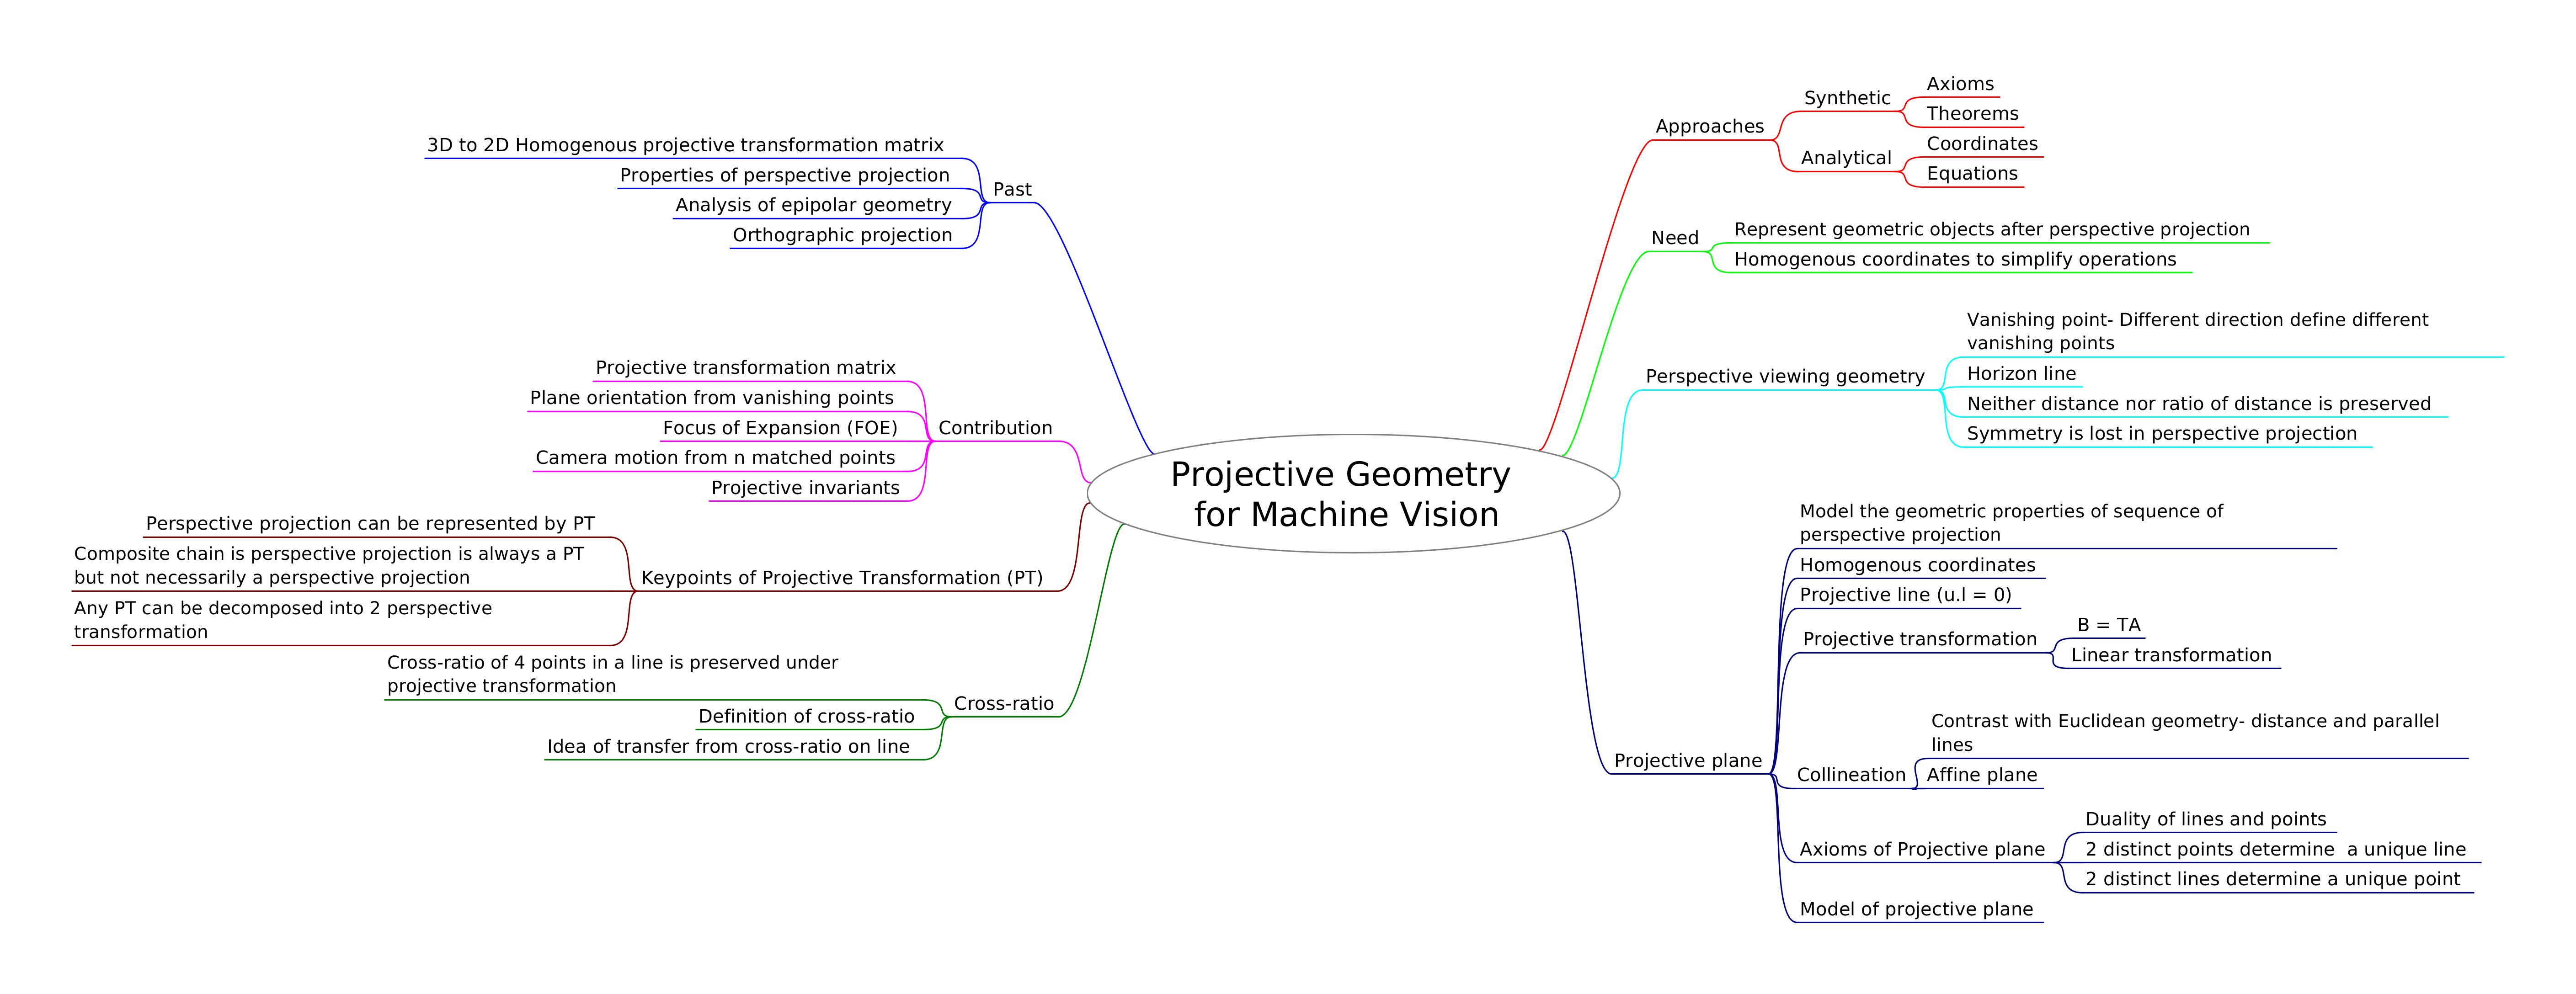 Projective Geometry
for Machine Vision
Approaches
Synthetic
Axioms
Theorems
Analytical
Coordinates
Equations
Need
Represent geometric objects after perspective projection
Homogenous coordinates to simplify operations
Perspective viewing geometry
Vanishing point- Different direction define different
vanishing points
Horizon line
Neither distance nor ratio of distance is preserved
Symmetry is lost in perspective projection
Projective plane
Model the geometric properties of sequence of
perspective projection
Homogenous coordinates
Projective line (u.l = 0)
Projective transformation
B = TA
Linear transformation
Collineation
Contrast with Euclidean geometry- distance and parallel
lines
Affine plane
Axioms of Projective plane
Duality of lines and points
2 distinct points determine  a unique line
2 distinct lines determine a unique point
Model of projective plane
Past
3D to 2D Homogenous projective transformation matrix
Properties of perspective projection
Analysis of epipolar geometry
Orthographic projection
Contribution
Projective transformation matrix
Plane orientation from vanishing points
Focus of Expansion (FOE)
Camera motion from n matched points
Projective invariants
Keypoints of Projective Transformation (PT)
Perspective projection can be represented by PT
Composite chain is perspective projection is always a PT
but not necessarily a perspective projection
Any PT can be decomposed into 2 perspective
transformation
Cross-ratio
Cross-ratio of 4 points in a line is preserved under
projective transformation
Definition of cross-ratio
Idea of transfer from cross-ratio on line